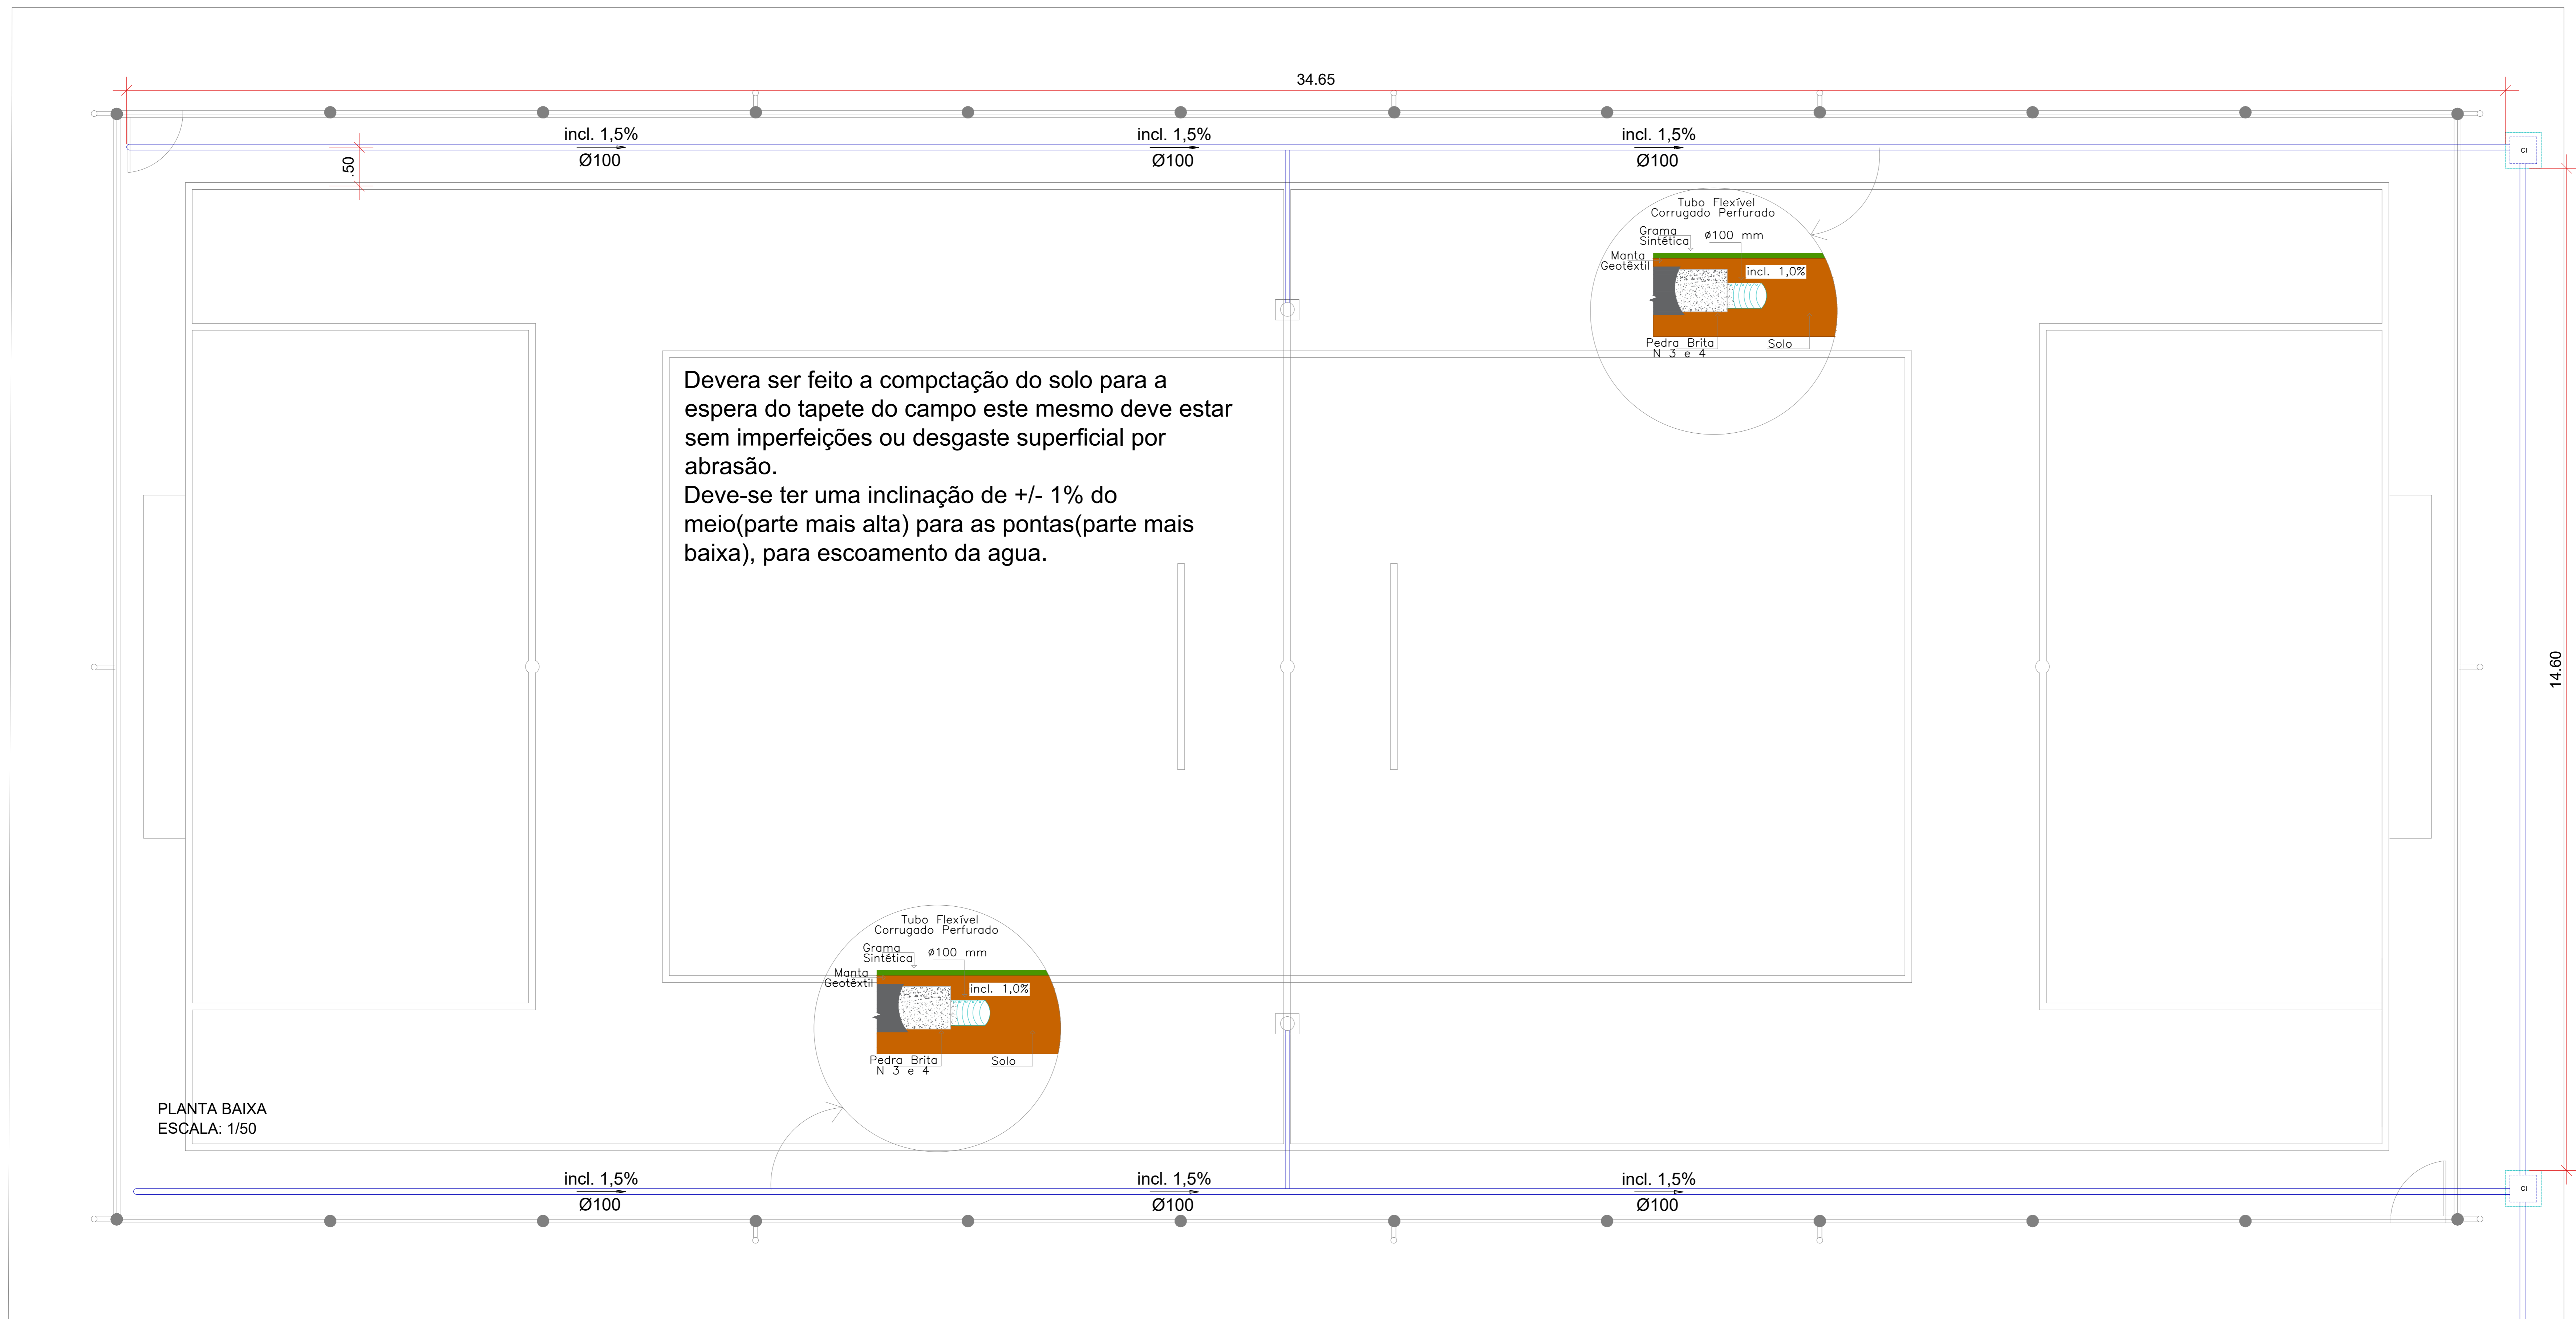 34.65
incl. 1,5%
Ø100
incl. 1,5%
Ø100
incl. 1,5%
Ø100
CI
.50
Tubo Flexível
Corrugado Perfurado
Grama
Sintética
Ø100 mm
Manta
Geotêxtil
incl. 1,0%
Pedra Brita
N 3 e 4
Solo
Devera ser feito a compctação do solo para a
espera do tapete do campo este mesmo deve estar
sem imperfeições ou desgaste superficial por
abrasão.
Deve-se ter uma inclinação de +/- 1% do
meio(parte mais alta) para as pontas(parte mais
baixa), para escoamento da agua.
14.60
Tubo Flexível
Corrugado Perfurado
Grama
Sintética
Ø100 mm
Manta
Geotêxtil
incl. 1,0%
Pedra Brita
N 3 e 4
Solo
PLANTA BAIXA
ESCALA: 1/50
incl. 1,5%
Ø100
incl. 1,5%
Ø100
incl. 1,5%
Ø100
CI